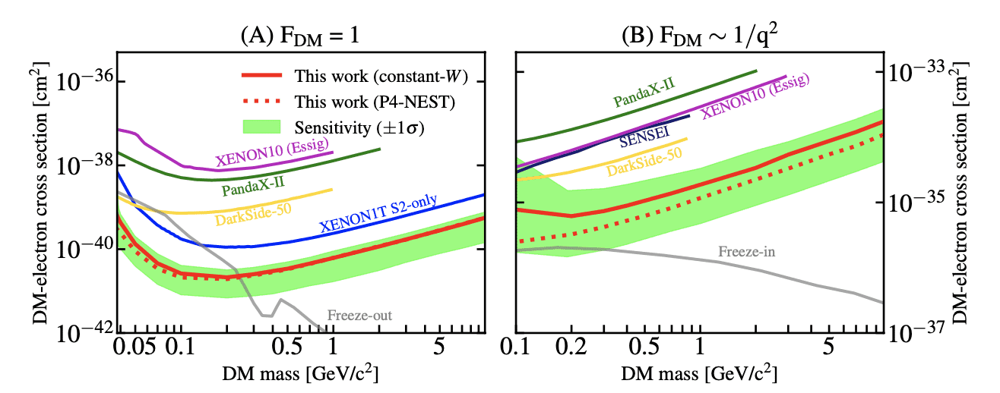 (A) F_DM = 1
10⁻³⁶
10⁻³⁸
10⁻⁴⁰
10⁻⁴²
DM-electron cross section [cm²]
This work (constant-W)
This work (P4-NEST)
Sensitivity (±1σ)
XENON10 (Essig)
PandaX-II
DarkSide-50
XENON1T S2-only
Freeze-out
0.05 0.1 0.5 1 5
DM mass [GeV/c²]
(B) F_DM ∼ 1/q²
PandaX-II
XENON10 (Essig)
SENSEI
DarkSide-50
Freeze-in
0.1 0.2 0.5 1 5
DM mass [GeV/c²]
10⁻³³
10⁻³⁵
10⁻³⁷
DM-electron cross section [cm²]